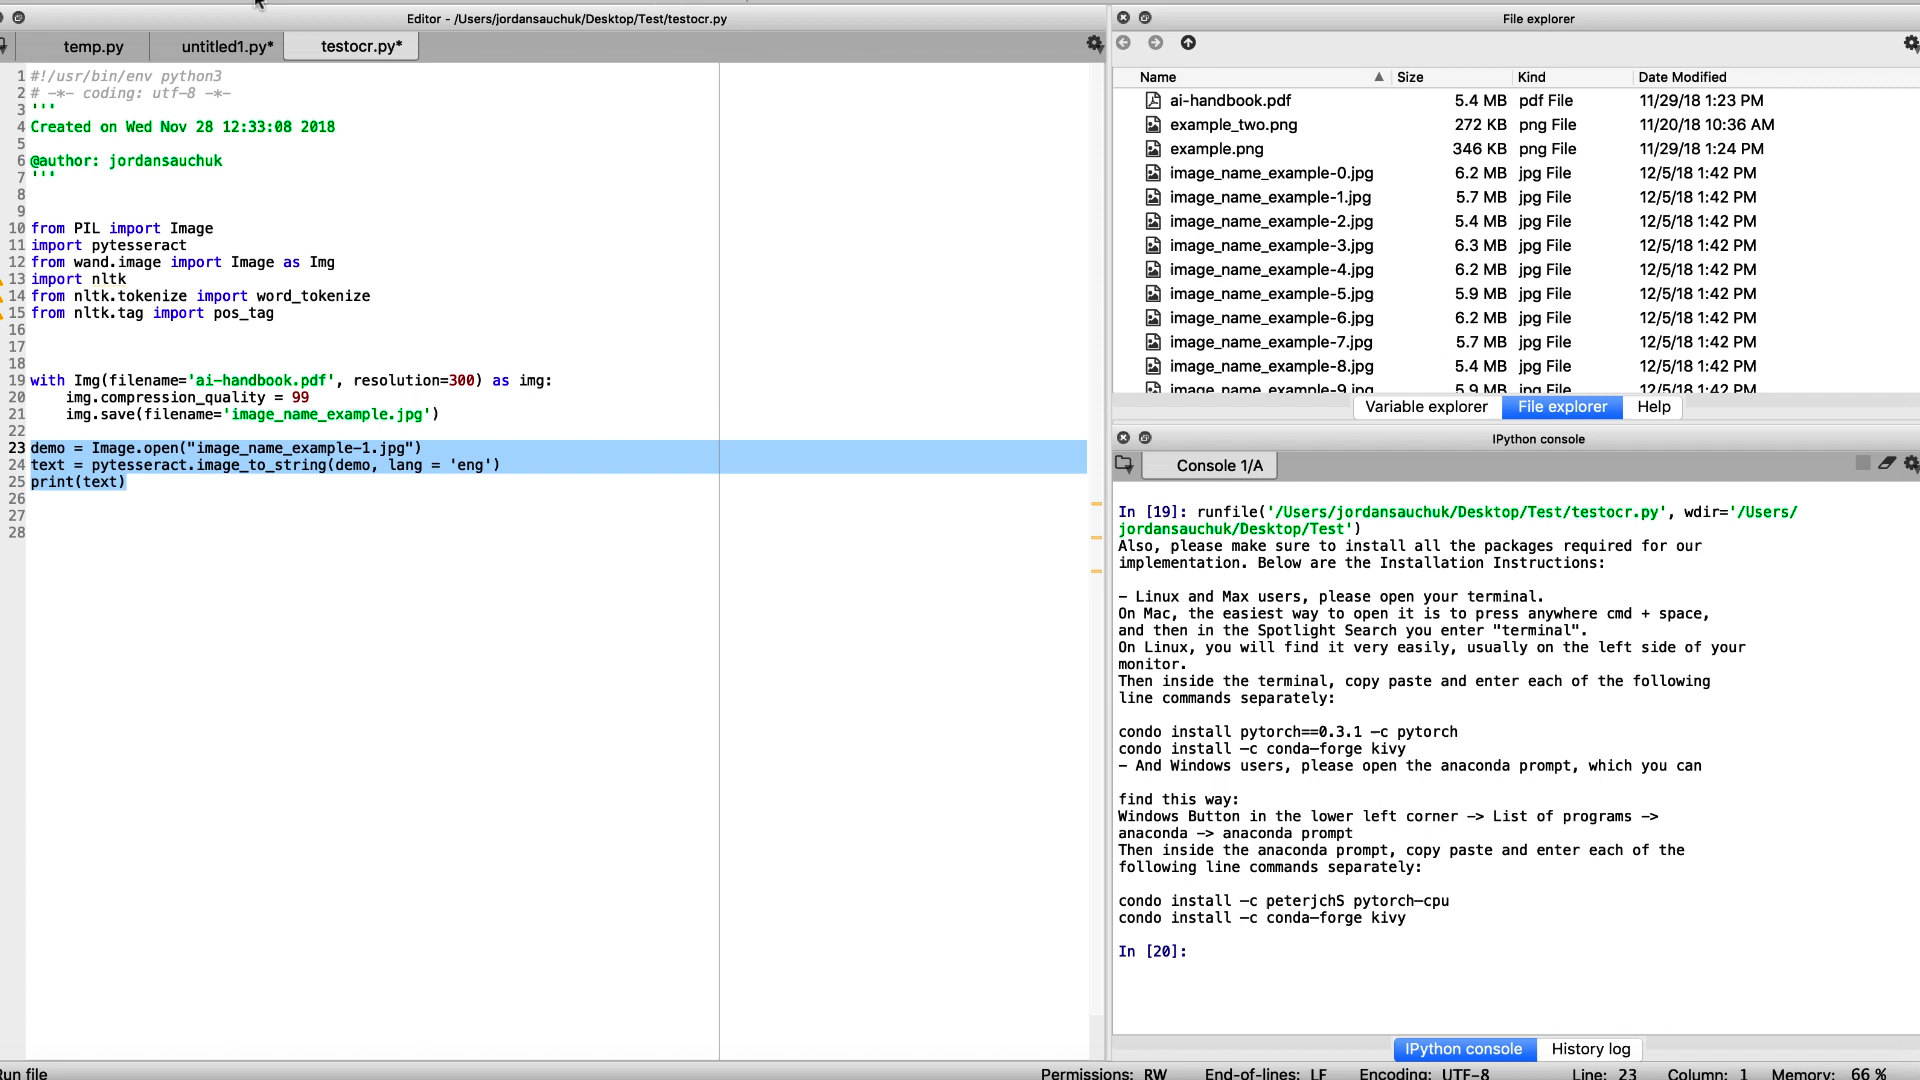 Editor - /Users/jordansauchuk/Desktop/Test/testocr.py
temp.py
untitled1.py*
testocr.py*
1 #!/usr/bin/env python3
2 # -*- coding: utf-8 -*-
3 '''
4 Created on Wed Nov 28 12:33:08 2018
5
6 @author: jordansauchuk
7 '''
8
9
10 from PIL import Image
11 import pytesseract
12 from wand.image import Image as Img
13 import nltk
14 from nltk.tokenize import word_tokenize
15 from nltk.tag import pos_tag
16
17
18
19 with Img(filename='ai-handbook.pdf', resolution=300) as img:
20     img.compression_quality = 99
21     img.save(filename='image_name_example.jpg')
22
23 demo = Image.open("image_name_example-1.jpg")
24 text = pytesseract.image_to_string(demo, lang = 'eng')
25 print(text)
26
27
28
File explorer
Name Size Kind Date Modified
ai-handbook.pdf 5.4 MB pdf File 11/29/18 1:23 PM
example_two.png 272 KB png File 11/20/18 10:36 AM
example.png 346 KB png File 11/29/18 1:24 PM
image_name_example-0.jpg 6.2 MB jpg File 12/5/18 1:42 PM
image_name_example-1.jpg 5.7 MB jpg File 12/5/18 1:42 PM
image_name_example-2.jpg 5.4 MB jpg File 12/5/18 1:42 PM
image_name_example-3.jpg 6.3 MB jpg File 12/5/18 1:42 PM
image_name_example-4.jpg 6.2 MB jpg File 12/5/18 1:42 PM
image_name_example-5.jpg 5.9 MB jpg File 12/5/18 1:42 PM
image_name_example-6.jpg 6.2 MB jpg File 12/5/18 1:42 PM
image_name_example-7.jpg 5.7 MB jpg File 12/5/18 1:42 PM
image_name_example-8.jpg 5.4 MB jpg File 12/5/18 1:42 PM
image_name_example-9.jpg 5.9 MB jpg File 12/5/18 1:42 PM
Variable explorer File explorer Help
IPython console
Console 1/A
In [19]: runfile('/Users/jordansauchuk/Desktop/Test/testocr.py', wdir='/Users/
jordansauchuk/Desktop/Test')
Also, please make sure to install all the packages required for our
implementation. Below are the Installation Instructions:
— Linux and Max users, please open your terminal.
On Mac, the easiest way to open it is to press anywhere cmd + space,
and then in the Spotlight Search you enter "terminal".
On Linux, you will find it very easily, usually on the left side of your
monitor.
Then inside the terminal, copy paste and enter each of the following
line commands separately:
condo install pytorch==0.3.1 —c pytorch
condo install —c conda—forge kivy
— And Windows users, please open the anaconda prompt, which you can
find this way:
Windows Button in the lower left corner —> List of programs —>
anaconda —> anaconda prompt
Then inside the anaconda prompt, copy paste and enter each of the
following line commands separately:
condo install —c peterjchS pytorch—cpu
condo install —c conda—forge kivy
In [20]:
IPython console History log
Run file
Permissions: RW End-of-lines: LF Encoding: UTF-8 Line: 23 Column: 1 Memory: 66 %